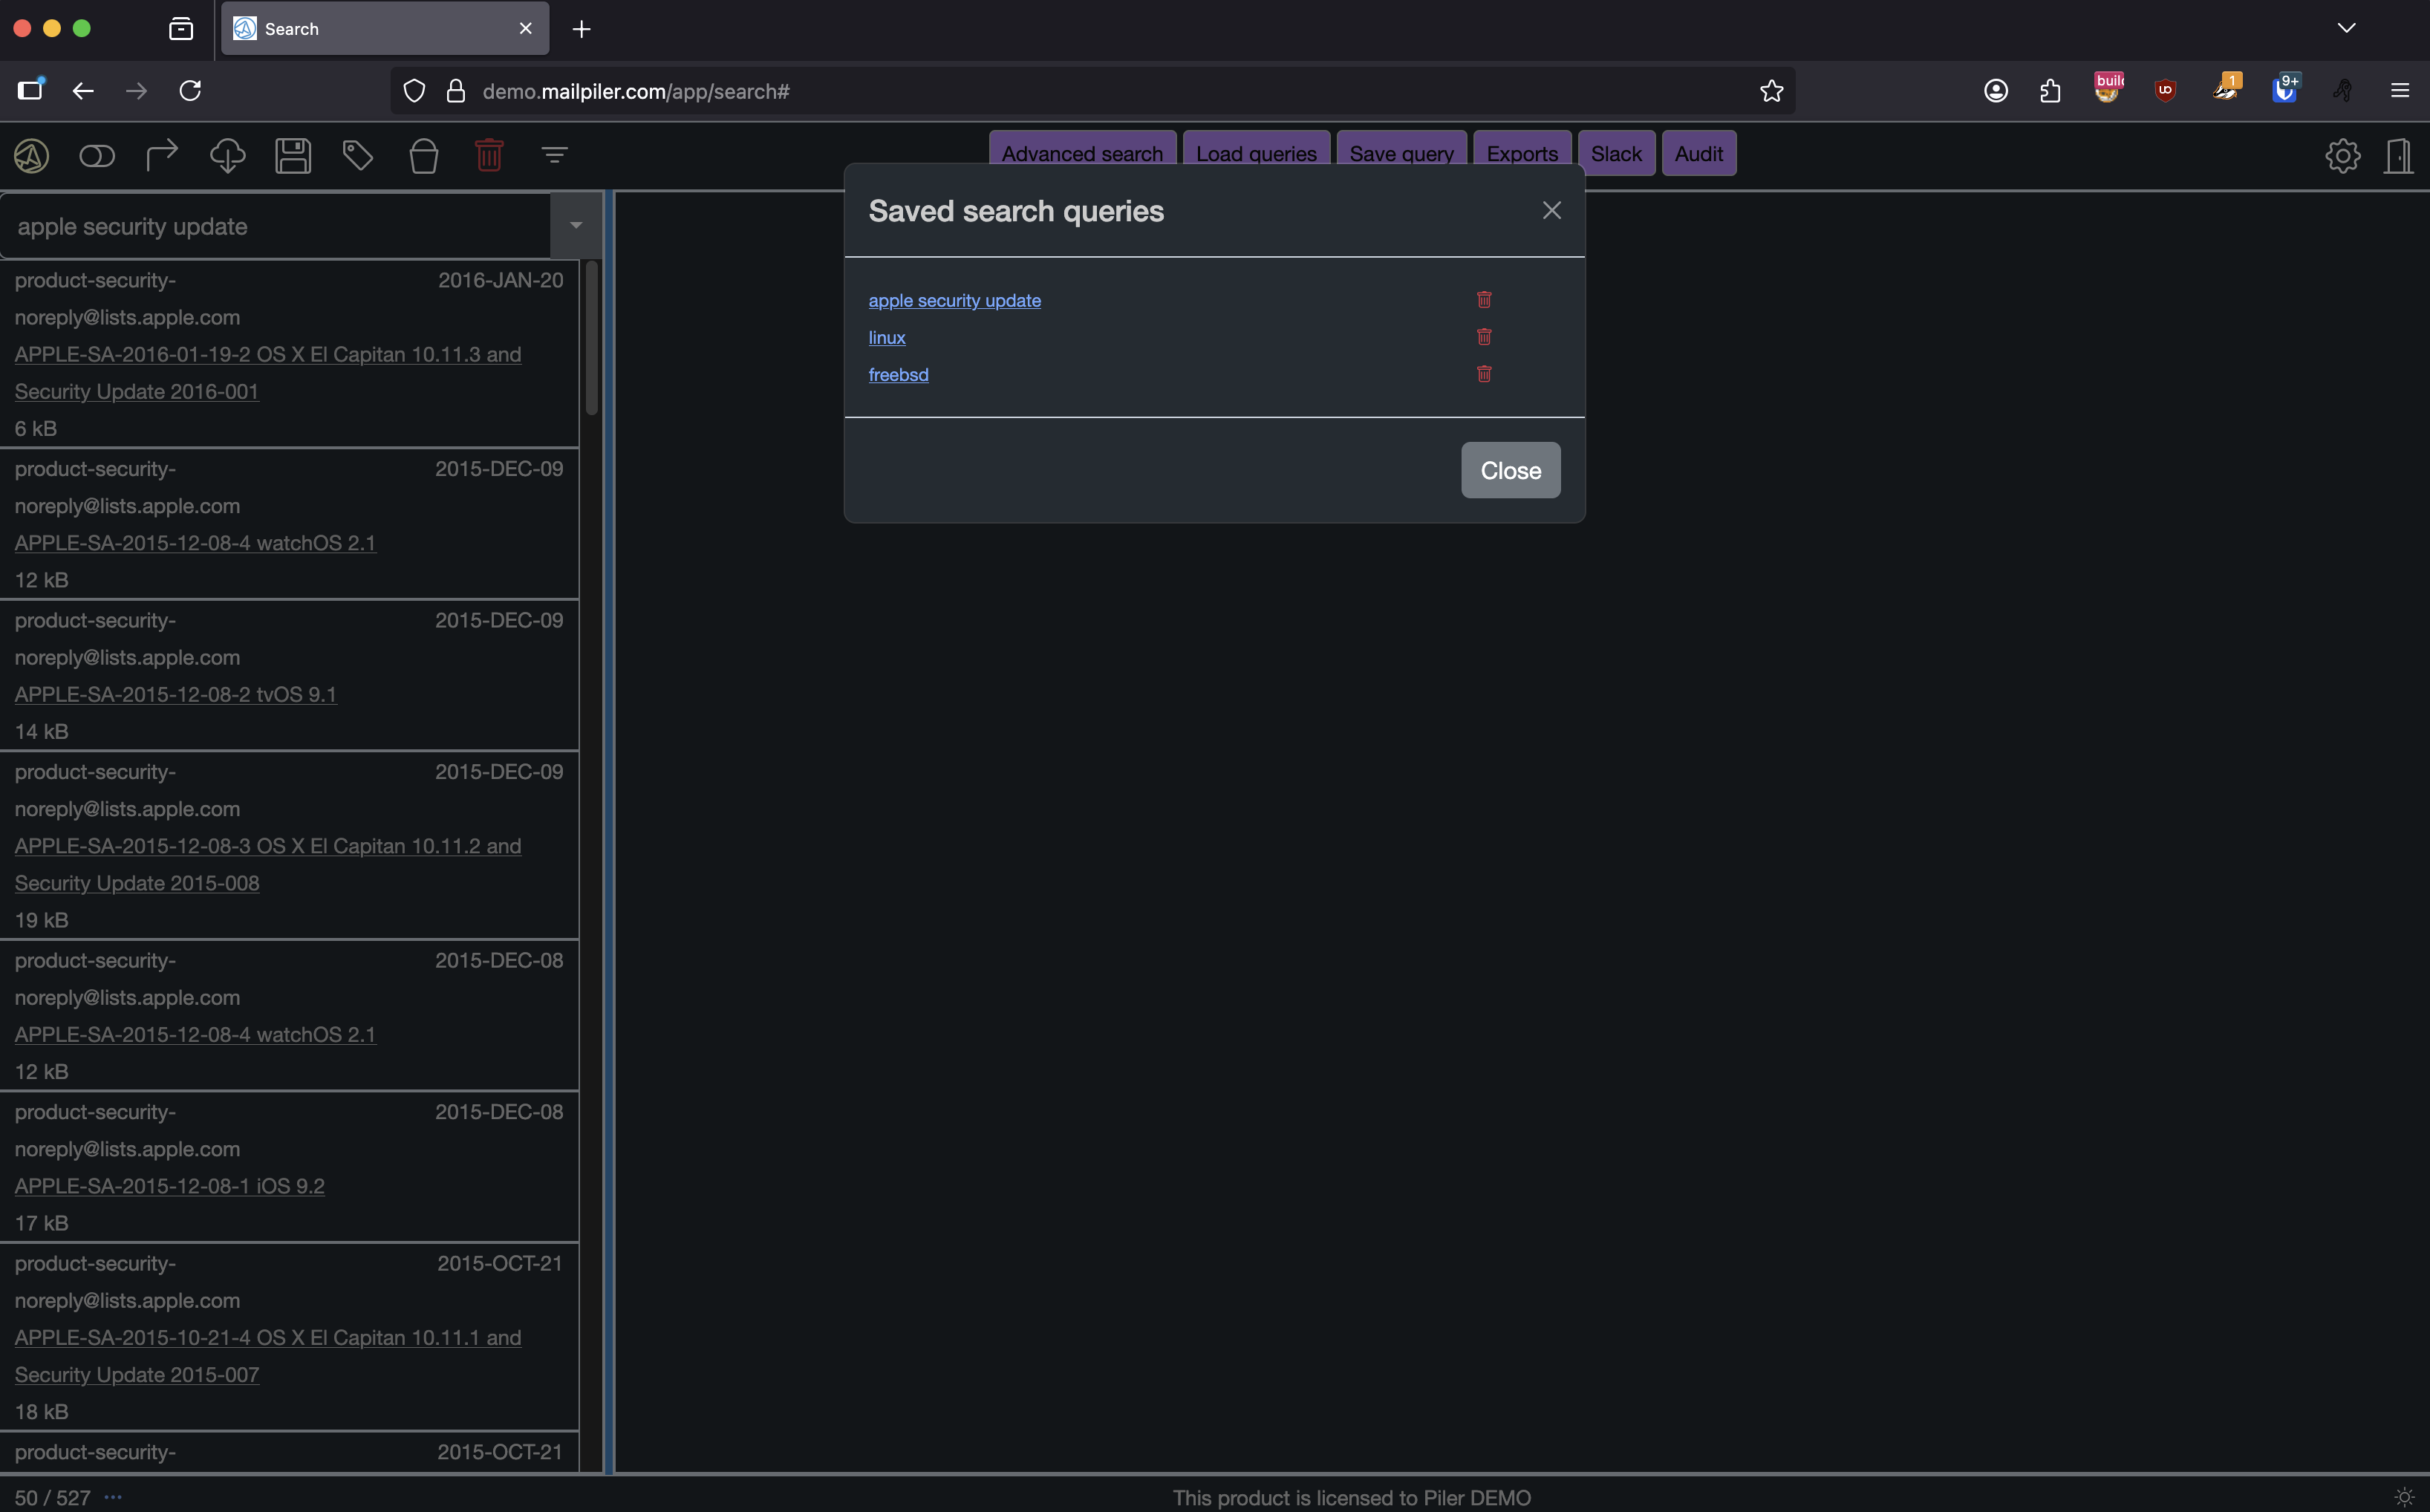 Search
demo.mailpiler.com/app/search#
build
1
9+
Advanced search
Load queries
Save query
Exports
Slack
Audit
apple security update
product-security-
noreply@lists.apple.com
2016-JAN-20
APPLE-SA-2016-01-19-2 OS X El Capitan 10.11.3 and
Security Update 2016-001
6 kB
product-security-
noreply@lists.apple.com
2015-DEC-09
APPLE-SA-2015-12-08-4 watchOS 2.1
12 kB
product-security-
noreply@lists.apple.com
2015-DEC-09
APPLE-SA-2015-12-08-2 tvOS 9.1
14 kB
product-security-
noreply@lists.apple.com
2015-DEC-09
APPLE-SA-2015-12-08-3 OS X El Capitan 10.11.2 and
Security Update 2015-008
19 kB
product-security-
noreply@lists.apple.com
2015-DEC-08
APPLE-SA-2015-12-08-4 watchOS 2.1
12 kB
product-security-
noreply@lists.apple.com
2015-DEC-08
APPLE-SA-2015-12-08-1 iOS 9.2
17 kB
product-security-
noreply@lists.apple.com
2015-OCT-21
APPLE-SA-2015-10-21-4 OS X El Capitan 10.11.1 and
Security Update 2015-007
18 kB
product-security-
2015-OCT-21
Saved search queries
apple security update
linux
freebsd
Close
50 / 527
This product is licensed to Piler DEMO